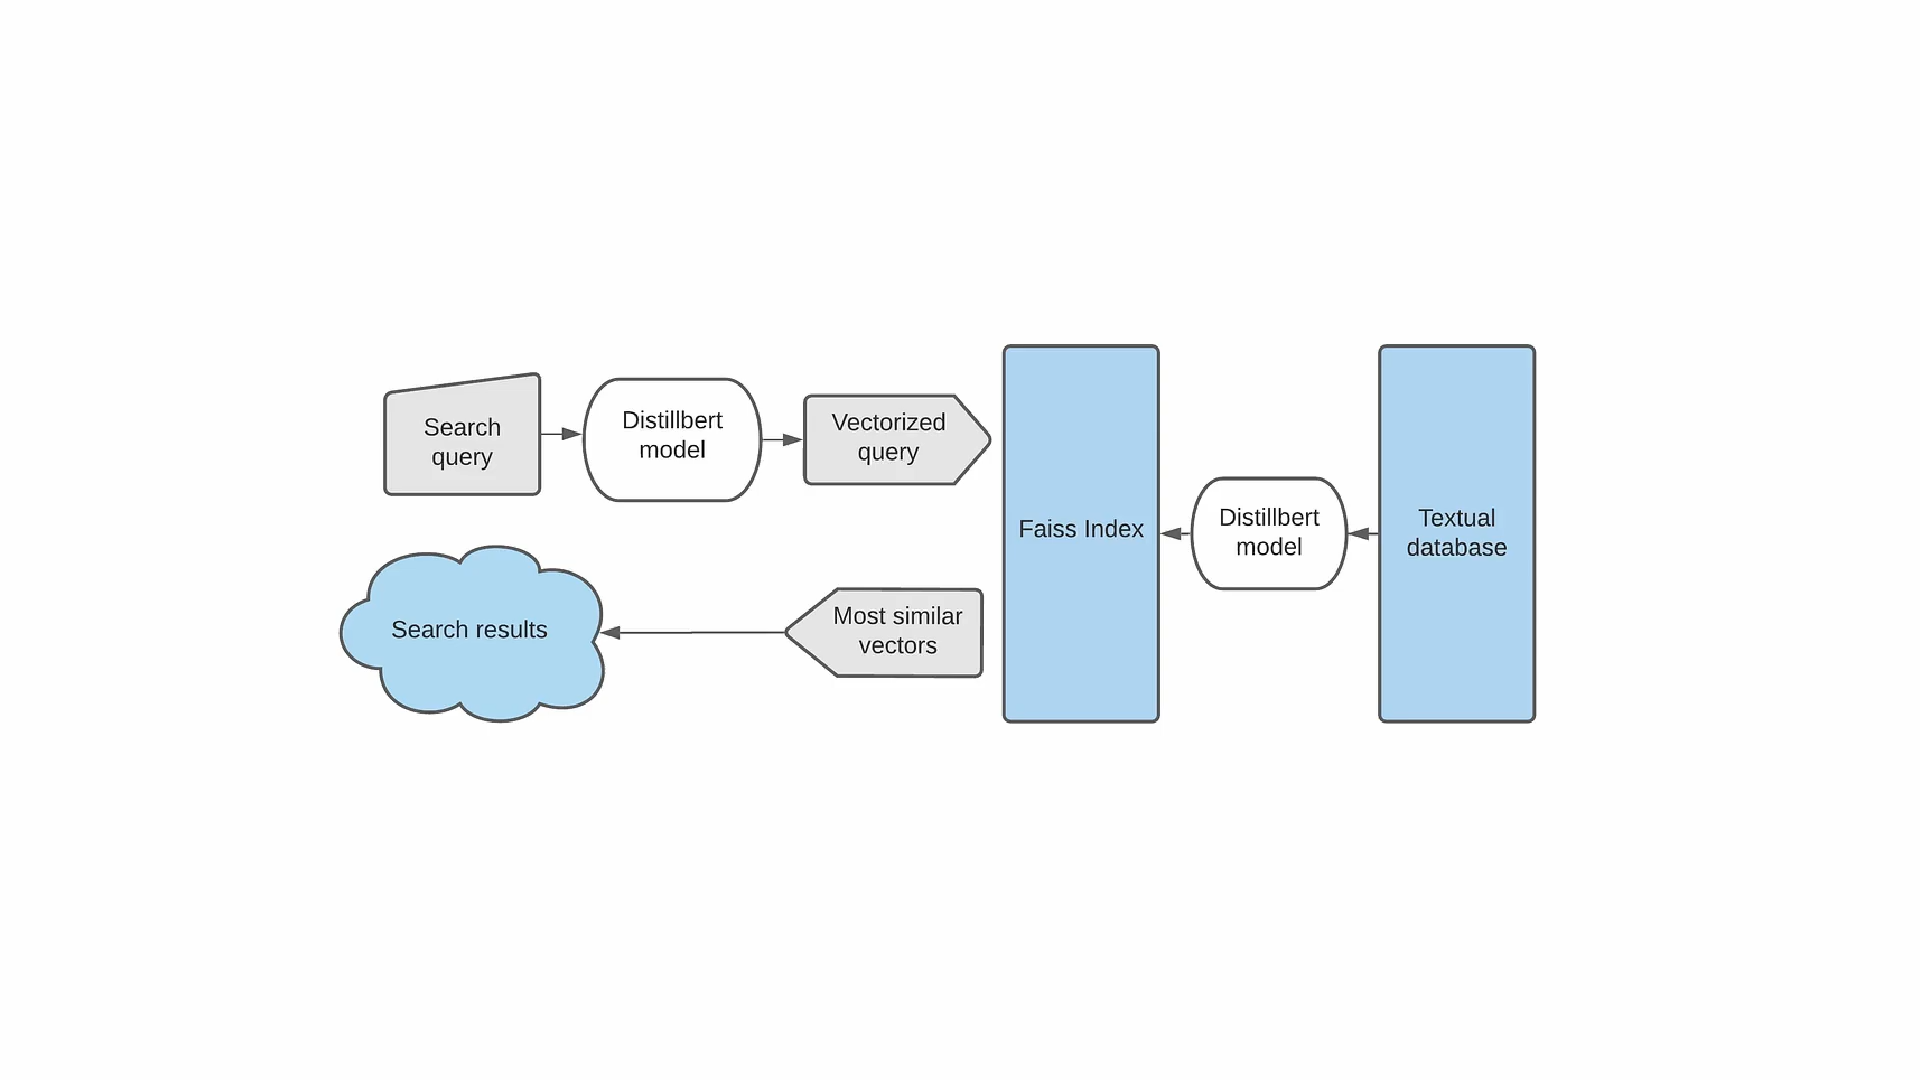 Search
query
Distillbert
model
Vectorized
query
Faiss Index
Distillbert
model
Textual
database
Search results
Most similar
vectors